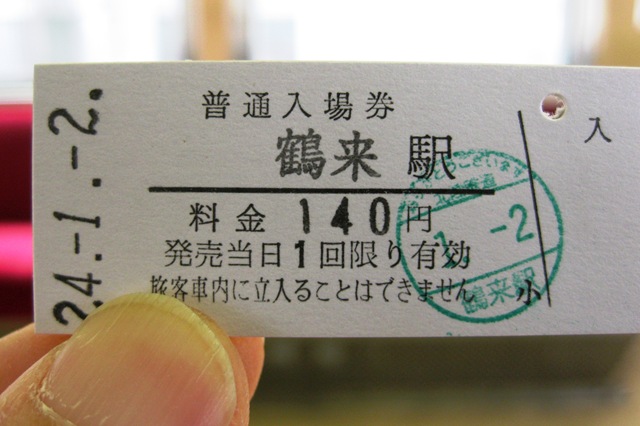 普通入場券
鶴来駅
料金 140円
発売当日1回限り有効
旅客車内に立入ることはできません
24.-1.-2.
入
小
-2
鶴来駅